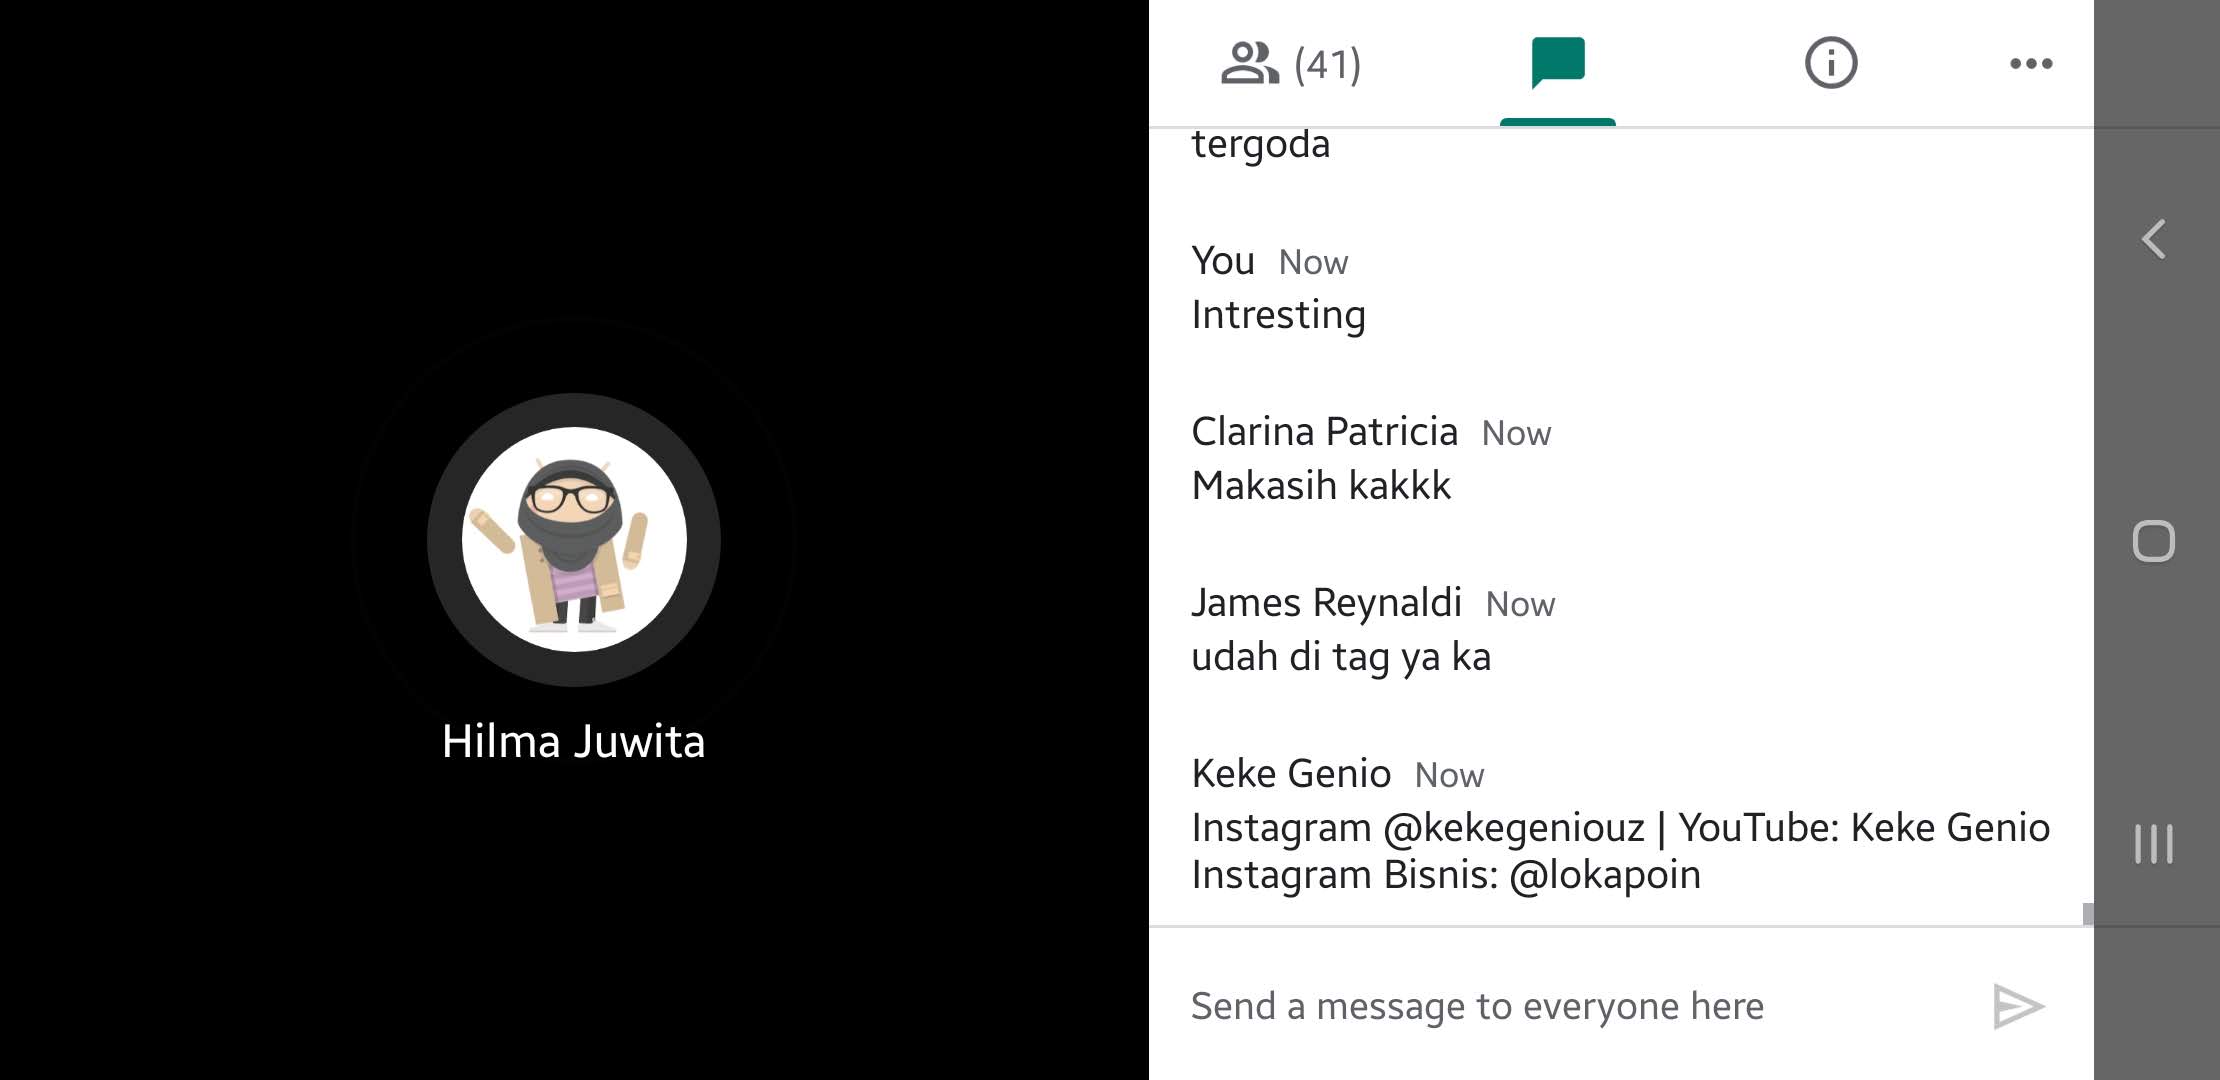 Hilma Juwita
(41)
tergoda
You Now
Intresting
Clarina Patricia Now
Makasih kakkk
James Reynaldi Now
udah di tag ya ka
Keke Genio Now
Instagram @kekegeniouz | YouTube: Keke Genio
Instagram Bisnis: @lokapoin
Send a message to everyone here